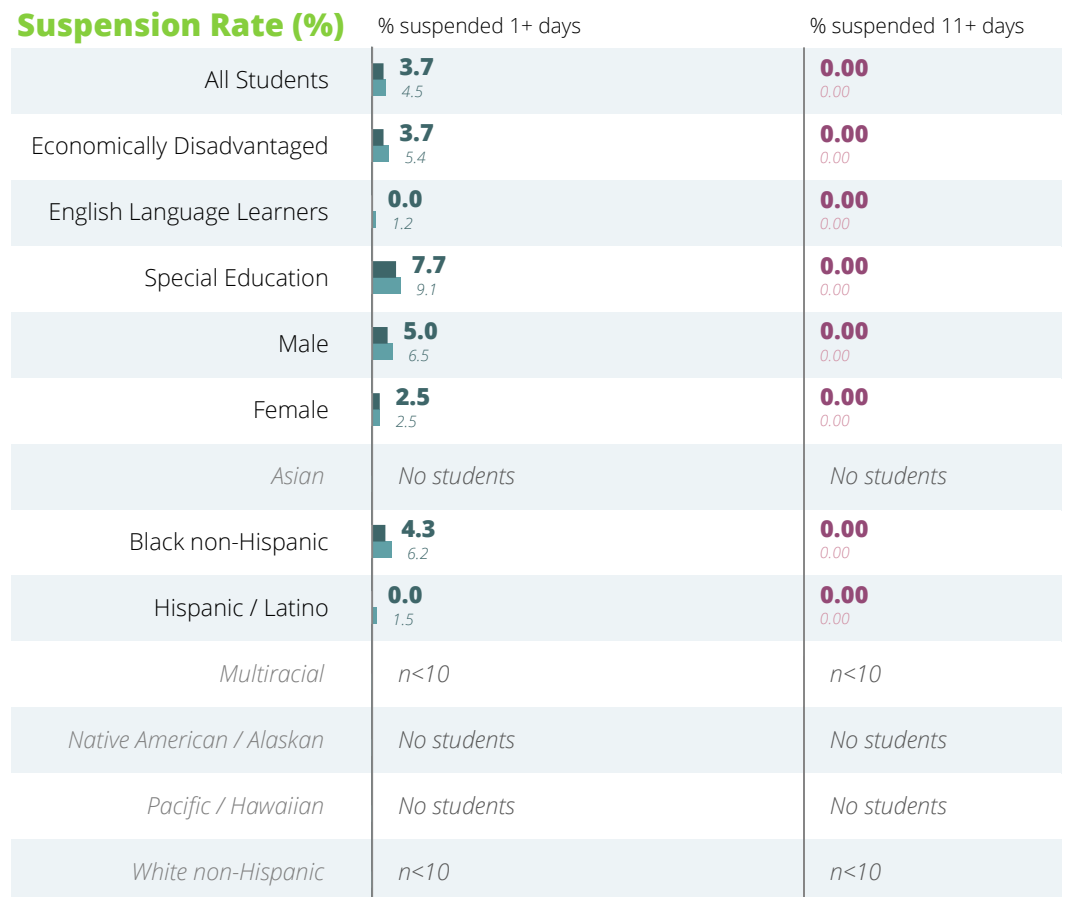 Suspension Rate (%) % suspended 1+ days % suspended 11+ days
All Students 3.7 0.00
4.5 0.00
Economically Disadvantaged 3.7 0.00
5.4 0.00
English Language Learners 0.0 0.00
1.2 0.00
Special Education 7.7 0.00
9.1 0.00
Male 5.0 0.00
6.5 0.00
Female 2.5 0.00
2.5 0.00
Asian No students No students
Black non-Hispanic 4.3 0.00
6.2 0.00
Hispanic / Latino 0.0 0.00
1.5 0.00
Multiracial n<10 n<10
Native American / Alaskan No students No students
Pacific / Hawaiian No students No students
White non-Hispanic n<10 n<10